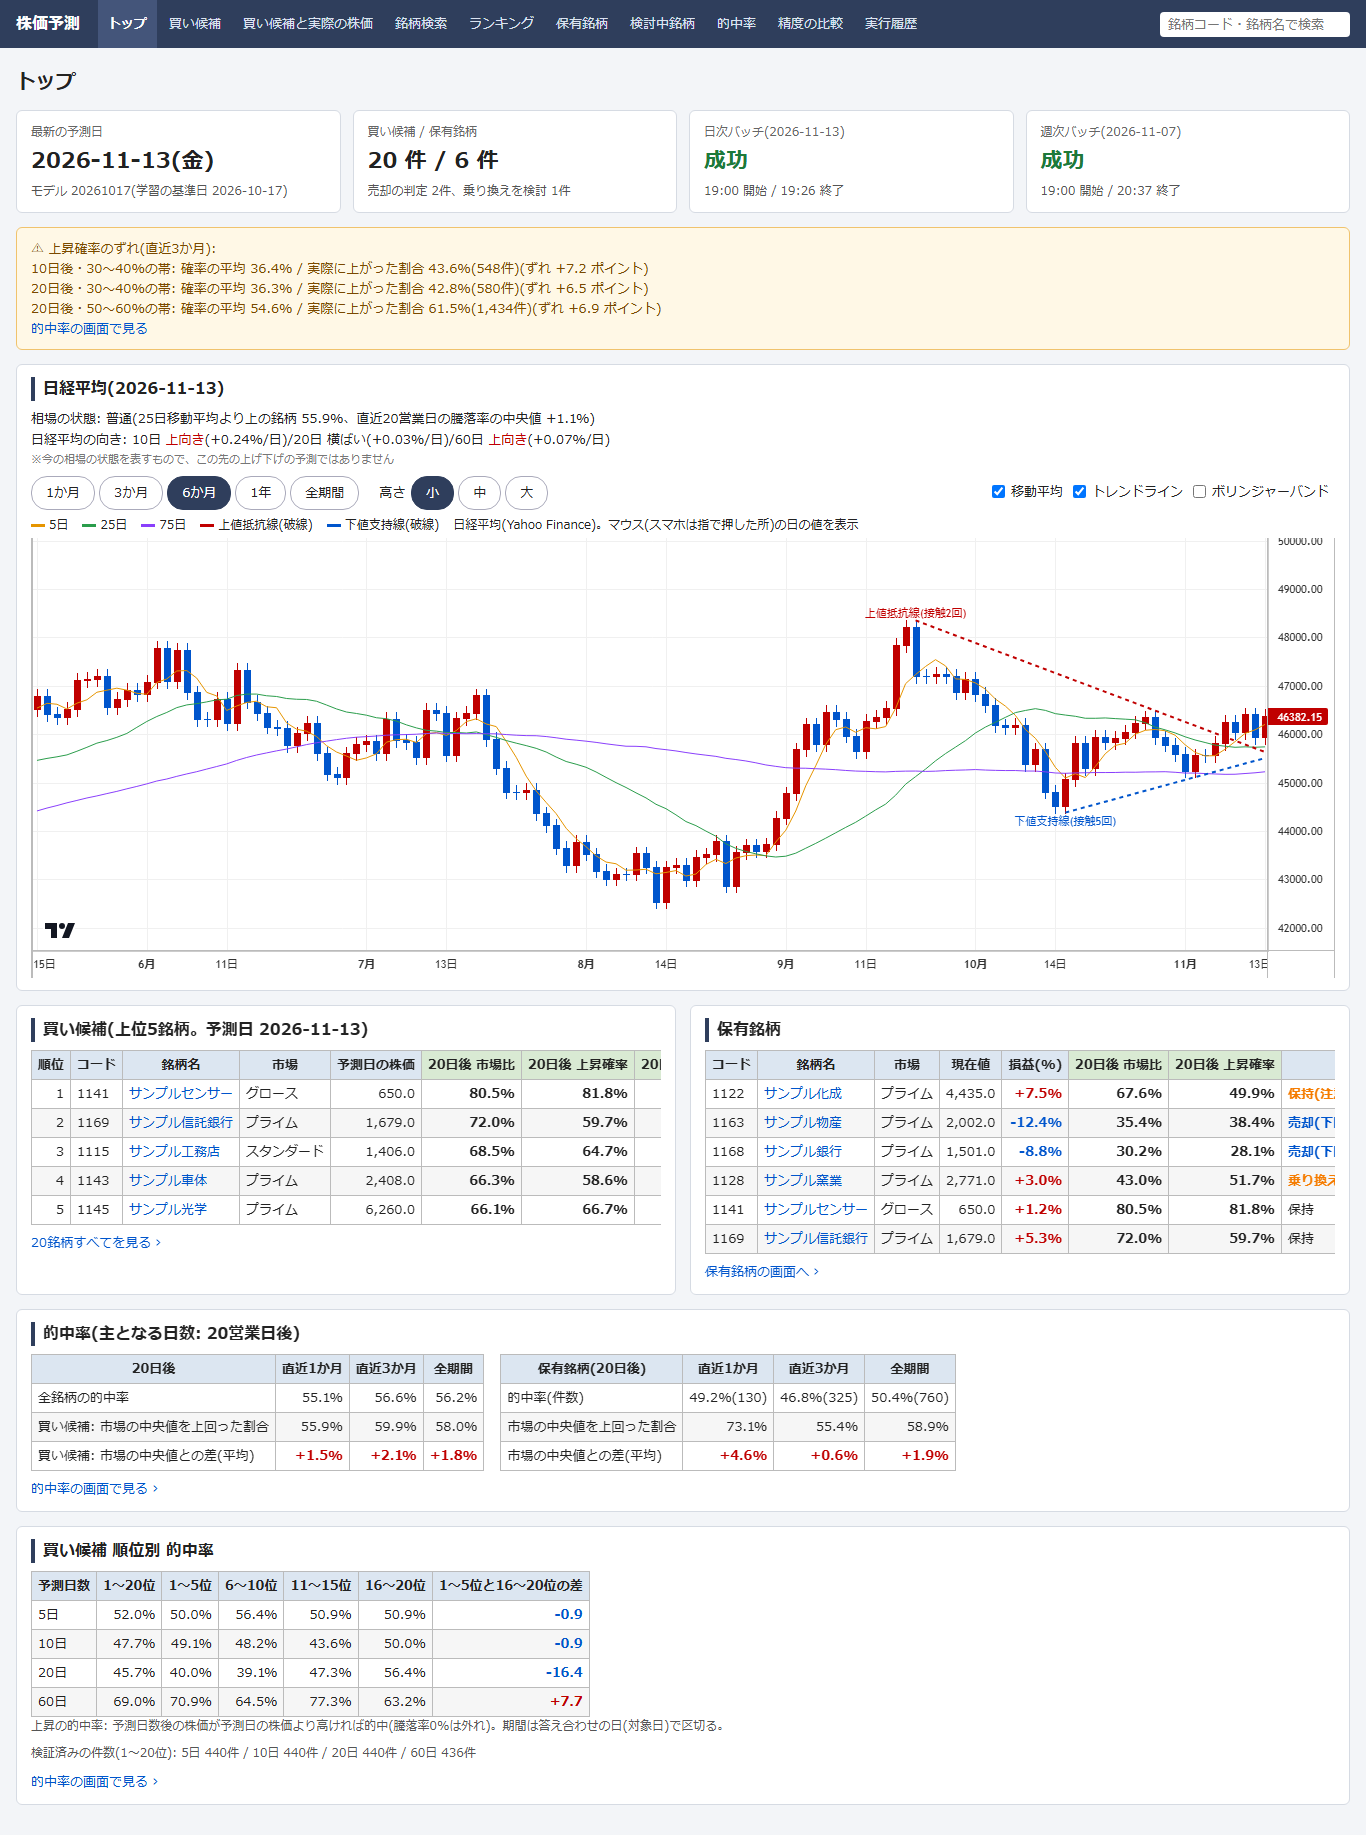 株価予測 トップ 買い候補 買い候補と実際の株価 銘柄検索 ランキング 保有銘柄 検討中銘柄 的中率 精度の比較 実行履歴 銘柄コード・銘柄名で検索
トップ
最新の予測日
2026-11-13(金)
モデル 20261017(学習の基準日 2026-10-17)
買い候補 / 保有銘柄
20 件 / 6 件
売却の判定 2件、乗り換えを検討 1件
日次バッチ(2026-11-13)
成功
19:00 開始 / 19:26 終了
週次バッチ(2026-11-07)
成功
19:00 開始 / 20:37 終了
⚠ 上昇確率のずれ(直近3か月):
10日後・30〜40%の帯: 確率の平均 36.4% / 実際に上がった割合 43.6%(548件)(ずれ +7.2 ポイント)
20日後・30〜40%の帯: 確率の平均 36.3% / 実際に上がった割合 42.8%(580件)(ずれ +6.5 ポイント)
20日後・50〜60%の帯: 確率の平均 54.6% / 実際に上がった割合 61.5%(1,434件)(ずれ +6.9 ポイント)
的中率の画面で見る
日経平均(2026-11-13)
相場の状態: 普通(25日移動平均より上の銘柄 55.9%、直近20営業日の騰落率の中央値 +1.1%)
日経平均の向き: 10日 上向き(+0.24%/日)/20日 横ばい(+0.03%/日)/60日 上向き(+0.07%/日)
※今の相場の状態を表すもので、この先の上げ下げの予測ではありません
1か月 3か月 6か月 1年 全期間 高さ 小 中 大 移動平均 トレンドライン ボリンジャーバンド
5日 25日 75日 上値抵抗線(破線) 下値支持線(破線) 日経平均(Yahoo Finance)。マウス(スマホは指で押した所)の日の値を表示
50000.00
49000.00
上値抵抗線(接触2回)
48000.00
47000.00
46382.15
46000.00
45000.00
下値支持線(接触5回)
44000.00
43000.00
42000.00
15日 6月 11日 7月 13日 8月 14日 9月 11日 10月 14日 11月 13日
買い候補(上位5銘柄。予測日 2026-11-13)
順位 コード 銘柄名 市場 予測日の株価 20日後 市場比 20日後 上昇確率
1 1141 サンプルセンサー グロース 650.0 80.5% 81.8%
2 1169 サンプル信託銀行 プライム 1,679.0 72.0% 59.7%
3 1115 サンプル工務店 スタンダード 1,406.0 68.5% 64.7%
4 1143 サンプル車体 プライム 2,408.0 66.3% 58.6%
5 1145 サンプル光学 プライム 6,260.0 66.1% 66.7%
20銘柄すべてを見る ›
保有銘柄
コード 銘柄名 市場 現在値 損益(%) 20日後 市場比 20日後 上昇確率
1122 サンプル化成 プライム 4,435.0 +7.5% 67.6% 49.9% 保持(注
1163 サンプル物産 プライム 2,002.0 -12.4% 35.4% 38.4% 売却(下
1168 サンプル銀行 プライム 1,501.0 -8.8% 30.2% 28.1% 売却(下
1128 サンプル窯業 プライム 2,771.0 +3.0% 43.0% 51.7% 乗り換え
1141 サンプルセンサー グロース 650.0 +1.2% 80.5% 81.8% 保持
1169 サンプル信託銀行 プライム 1,679.0 +5.3% 72.0% 59.7% 保持
保有銘柄の画面へ ›
的中率(主となる日数: 20営業日後)
20日後 直近1か月 直近3か月 全期間
全銘柄の的中率 55.1% 56.6% 56.2%
買い候補: 市場の中央値を上回った割合 55.9% 59.9% 58.0%
買い候補: 市場の中央値との差(平均) +1.5% +2.1% +1.8%
保有銘柄(20日後) 直近1か月 直近3か月 全期間
的中率(件数) 49.2%(130) 46.8%(325) 50.4%(760)
市場の中央値を上回った割合 73.1% 55.4% 58.9%
市場の中央値との差(平均) +4.6% +0.6% +1.9%
的中率の画面で見る ›
買い候補 順位別 的中率
予測日数 1〜20位 1〜5位 6〜10位 11〜15位 16〜20位 1〜5位と16〜20位の差
5日 52.0% 50.0% 56.4% 50.9% 50.9% -0.9
10日 47.7% 49.1% 48.2% 43.6% 50.0% -0.9
20日 45.7% 40.0% 39.1% 47.3% 56.4% -16.4
60日 69.0% 70.9% 64.5% 77.3% 63.2% +7.7
上昇の的中率: 予測日数後の株価が予測日の株価より高ければ的中(騰落率0%は外れ)。期間は答え合わせの日(対象日)で区切る。
検証済みの件数(1〜20位): 5日 440件 / 10日 440件 / 20日 440件 / 60日 436件
的中率の画面で見る ›